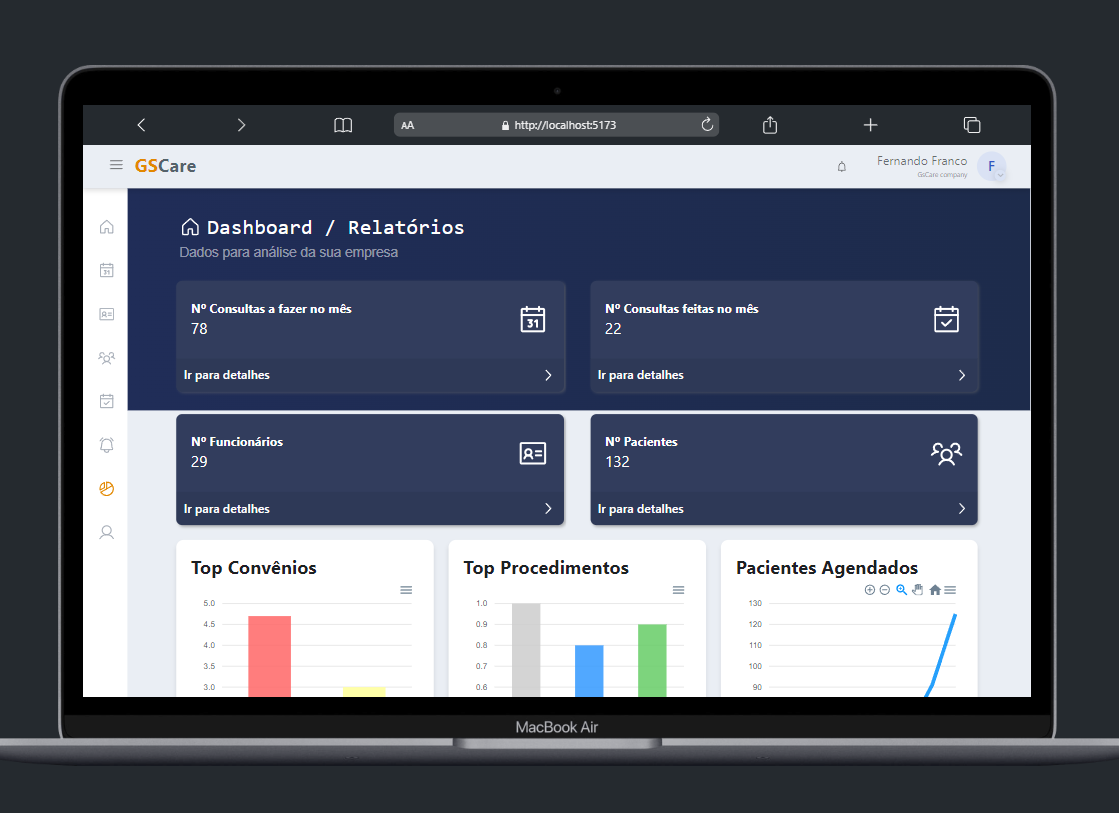 AA
http://localhost:5173
GSCare
Fernando Franco
GsCare company
F
Dashboard / Relatórios
Dados para análise da sua empresa
Nº Consultas a fazer no mês
78
31
Ir para detalhes
Nº Consultas feitas no mês
22
Ir para detalhes
Nº Funcionários
29
Ir para detalhes
Nº Pacientes
132
Ir para detalhes
Top Convênios
5.0
4.5
4.0
3.5
3.0
Top Procedimentos
1.0
0.9
0.8
0.7
0.6
Pacientes Agendados
130
120
110
100
90
31
MacBook Air